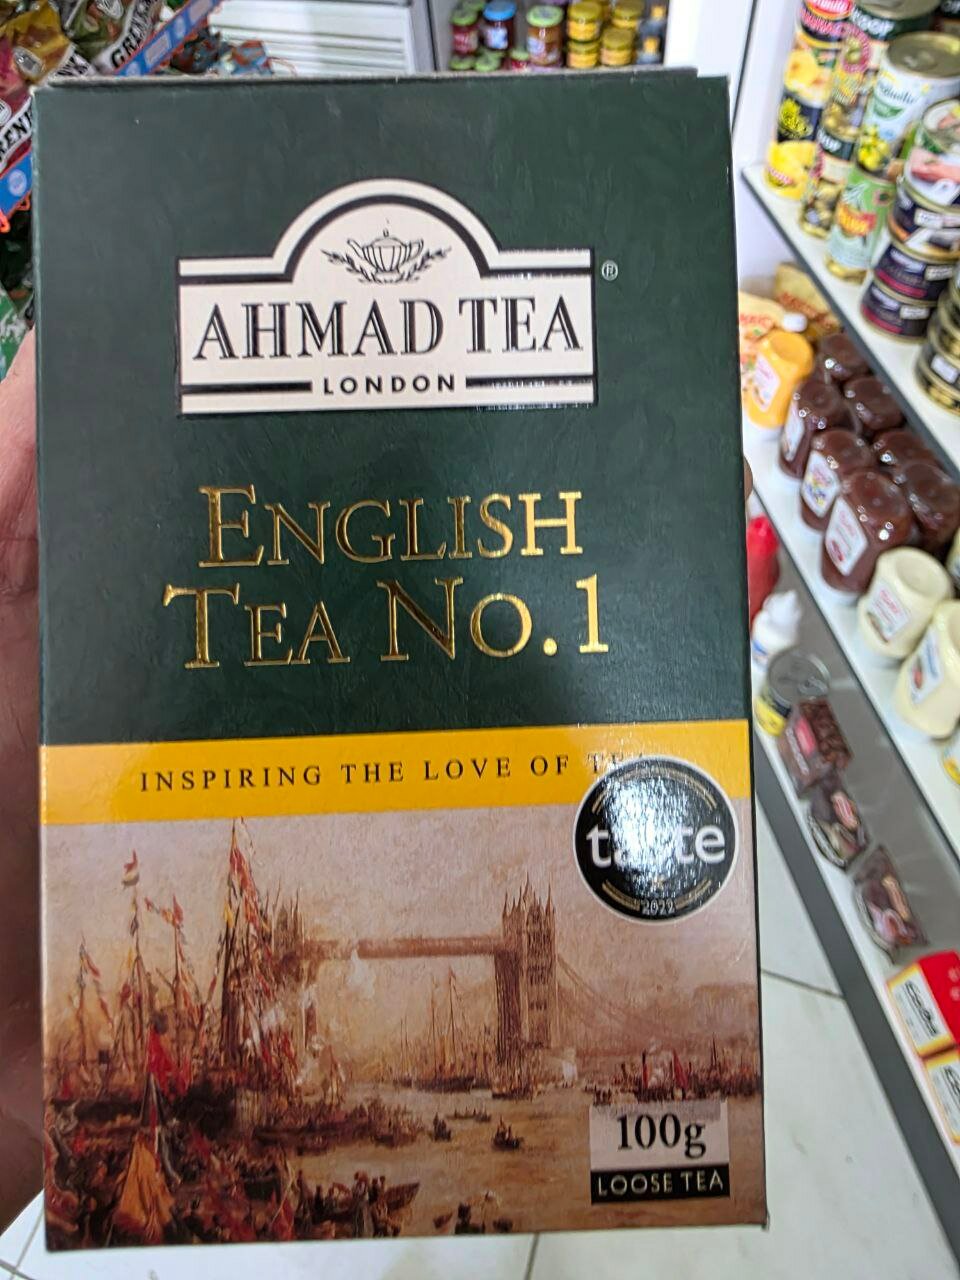 AHMAD TEA
®
LONDON
ENGLISH
TEA NO.1
INSPIRING THE LOVE OF
2022
100g
LOOSE TEA